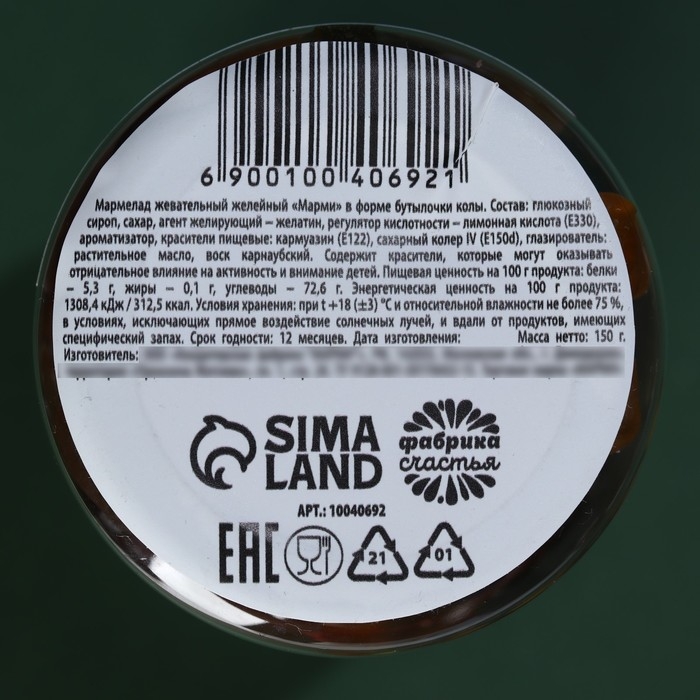 6 900100 406921
Мармелад жевательный желейный «Марми» в форме бутылочки колы. Состав: глюкозный
сироп, сахар, агент желирующий – желатин, регулятор кислотности – лимонная кислота (Е330),
ароматизатор, красители пищевые: кармуазин (Е122), сахарный колер IV (E150d), глазирователь:
растительное масло, воск карнаубский. Содержит красители, которые могут оказывать
отрицательное влияние на активность и внимание детей. Пищевая ценность на 100 г продукта: белки
– 5,3 г, жиры – 0,1 г, углеводы – 72,6 г. Энергетическая ценность на 100 г продукта:
1308,4 кДж / 312,5 ккал. Условия хранения: при t +18 (±3) °С и относительной влажности не более 75 %,
в условиях, исключающих прямое воздействие солнечных лучей, и вдали от продуктов, имеющих
специфический запах. Срок годности: 12 месяцев. Дата изготовления: Масса нетто: 150 г.
Изготовитель:
SIMA
LAND
фабрика
счастья
АРТ.: 10040692
EAC
21
01